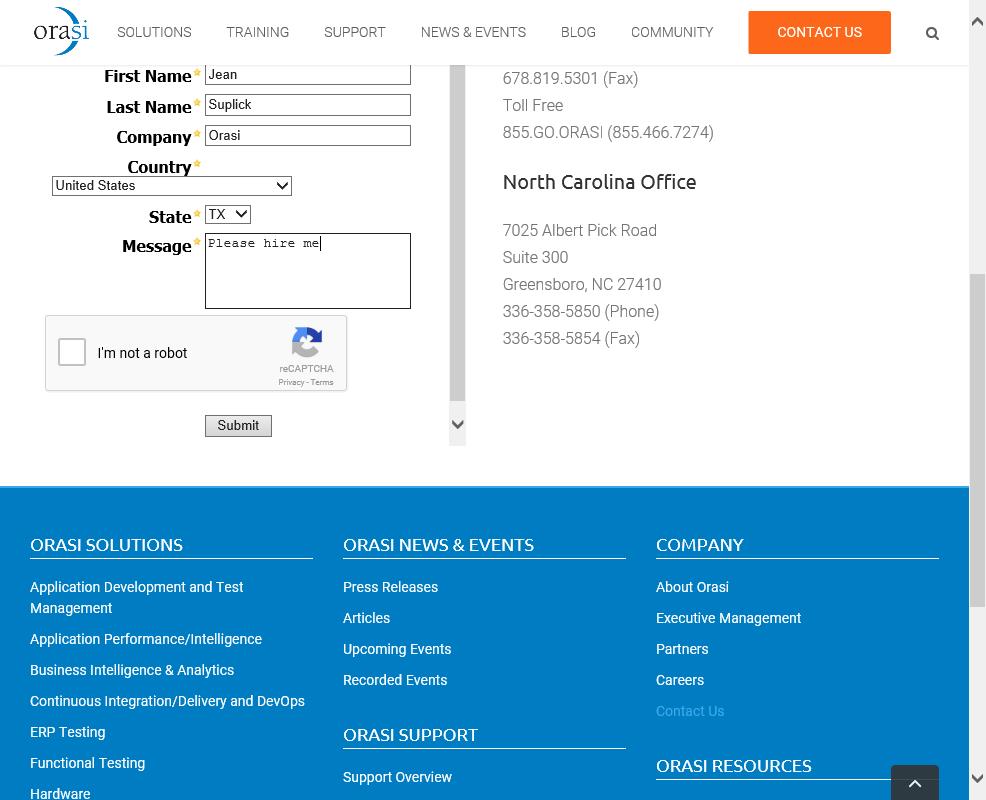 orasi
SOLUTIONS TRAINING SUPPORT NEWS & EVENTS BLOG COMMUNITY CONTACT US
First Name Jean
Last Name Suplick
Company Orasi
Country
United States
State TX
Message Please hire me
I'm not a robot
reCAPTCHA
Privacy - Terms
Submit
678.819.5301 (Fax)
Toll Free
855.GO.ORASI (855.466.7274)
North Carolina Office
7025 Albert Pick Road
Suite 300
Greensboro, NC 27410
336-358-5850 (Phone)
336-358-5854 (Fax)
ORASI SOLUTIONS
Application Development and Test
Management
Application Performance/Intelligence
Business Intelligence & Analytics
Continuous Integration/Delivery and DevOps
ERP Testing
Functional Testing
Hardware
ORASI NEWS & EVENTS
Press Releases
Articles
Upcoming Events
Recorded Events
ORASI SUPPORT
Support Overview
COMPANY
About Orasi
Executive Management
Partners
Careers
Contact Us
ORASI RESOURCES